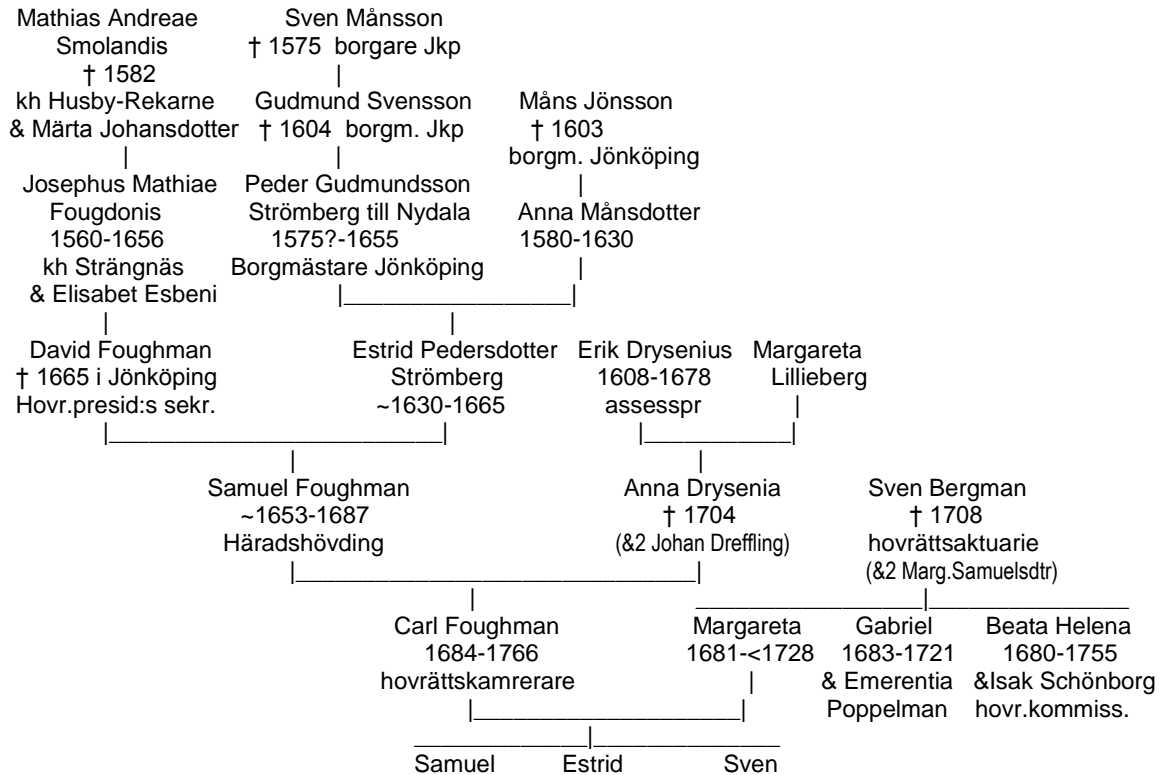 Mathias Andreae Sven Månsson
Smolandis † 1575 borgare Jkp
† 1582
kh Husby-Rekarne Gudmund Svensson Måns Jönsson
& Märta Johansdotter † 1604 borgm. Jkp † 1603
borgm. Jönköping
Josephus Mathiae Peder Gudmundsson
Fougdonis Strömberg till Nydala Anna Månsdotter
1560-1656 1575?-1655 1580-1630
kh Strängnäs Borgmästare Jönköping
& Elisabet Esbeni
David Foughman Estrid Pedersdotter Erik Drysenius Margareta
† 1665 i Jönköping Strömberg 1608-1678 Lillieberg
Hovr.presid:s sekr. ~1630-1665 assesspr
Samuel Foughman Anna Drysenia Sven Bergman
~1653-1687 † 1704 † 1708
Häradshövding (&2 Johan Dreffling) hovrättsaktuarie
(&2 Marg.Samuelsdtr)
Carl Foughman Margareta Gabriel Beata Helena
1684-1766 1681-<1728 1683-1721 1680-1755
hovrättskamrerare & Emerentia &Isak Schönborg
Poppelman hovr.kommiss.
Samuel Estrid Sven